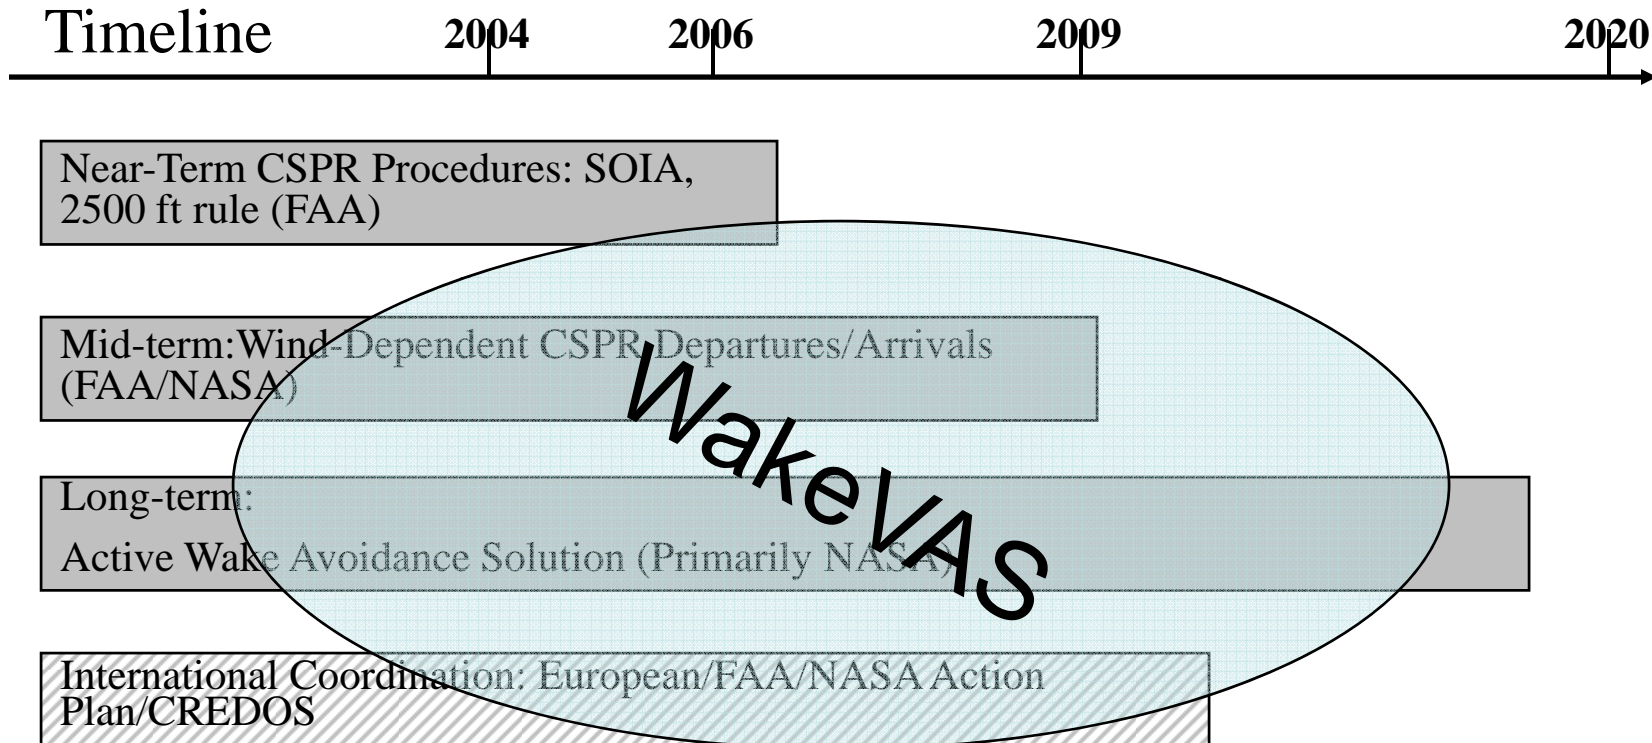 Timeline 2004 2006 2009 2020
Near-Term CSPR Procedures: SOIA,
2500 ft rule (FAA)
Mid-term:Wind-Dependent CSPR Departures/Arrivals
(FAA/NASA)
WakeVAS
Long-term:
Active Wake Avoidance Solution (Primarily NASA)
International Coordination: European/FAA/NASA Action
Plan/CREDOS